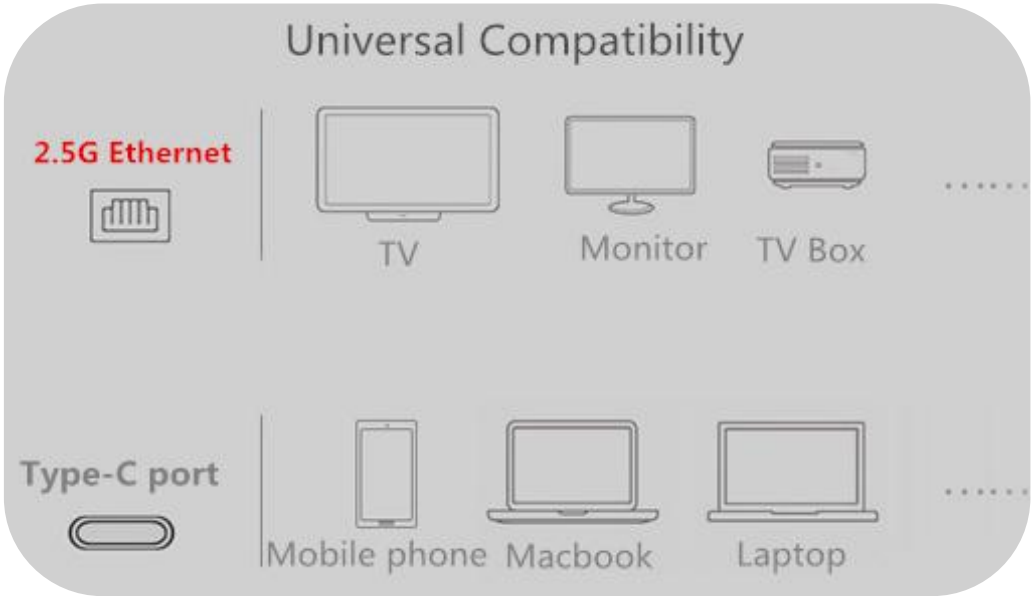 Universal Compatibility
2.5G Ethernet
TV
Monitor
TV Box
......
Type-C port
Mobile phone
Macbook
Laptop
......